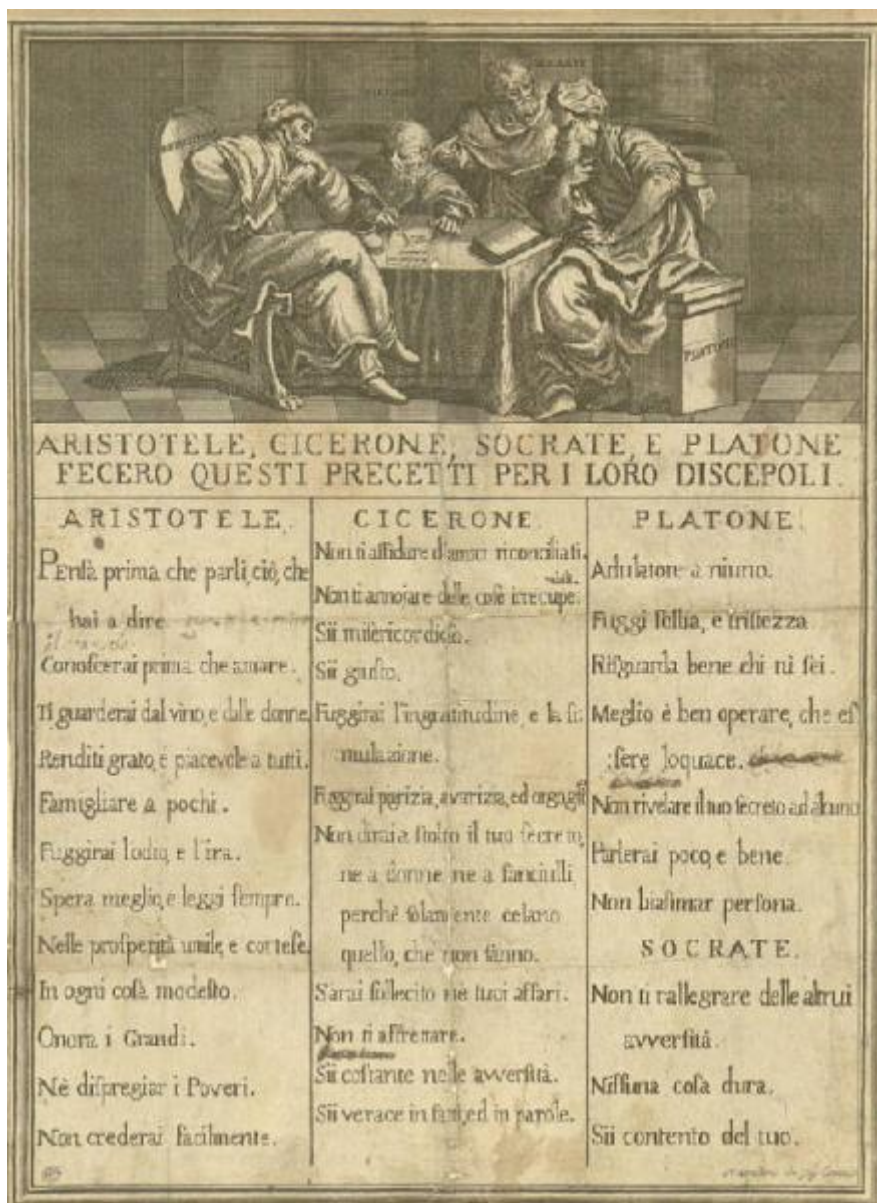 ARISTOTELE
PLATONE
ARISTOTELE, CICERONE, SOCRATE, E PLATONE
FECERO QUESTI PRECETTI PER I LORO DISCEPOLI.
ARISTOTELE.
Penſa prima che parli, ciò, che
hai a dire
Conoſcerai prima che amare.
Ti guarderai dal vino, e dalle donne.
Renditi grato, e piacevole a tutti.
Famigliare a pochi.
Fuggirai l'odio, e l'ira.
Spera meglio, e leggi ſempre.
Nelle proſperità umile, e corteſe.
In ogni coſa modeſto.
Onora i Grandi.
Nè diſpregiar i Poveri.
Non crederai facilmente.
CICERONE
Non ti affidare d'amici riconciliati.
Non ti annojare delle coſe irrecupe-
Sii miſericordioſo.
Sii giuſto.
Fuggirai l'ingratitudine, e la ſi-
mulazione.
Fuggirai avarizia, ed
Non dirai a ſtolto il tuo ſecreto,
ne a donne ne a fanciulli
perchè ſolamente celano
quello, che non ſanno.
Sarai ſollecito ne tuoi affari.
Non ti affrettare.
Sii coſtante nelle avverſità.
Sii verace in fatti, ed in parole.
PLATONE.
Adulatore a niuno.
Fuggi follia, e triſtezza
Riſguarda bene chi tù ſei.
Meglio è ben operare, che eſ
ſere loquace.
Non rivelare il tuo ſecreto ad alcuno
Parlerai poco, e bene.
Non biaſimar perſona.
SOCRATE.
Non ti rallegrare delle altrui
avverſità.
Niſſuna coſa dura.
Sii contento del tuo.